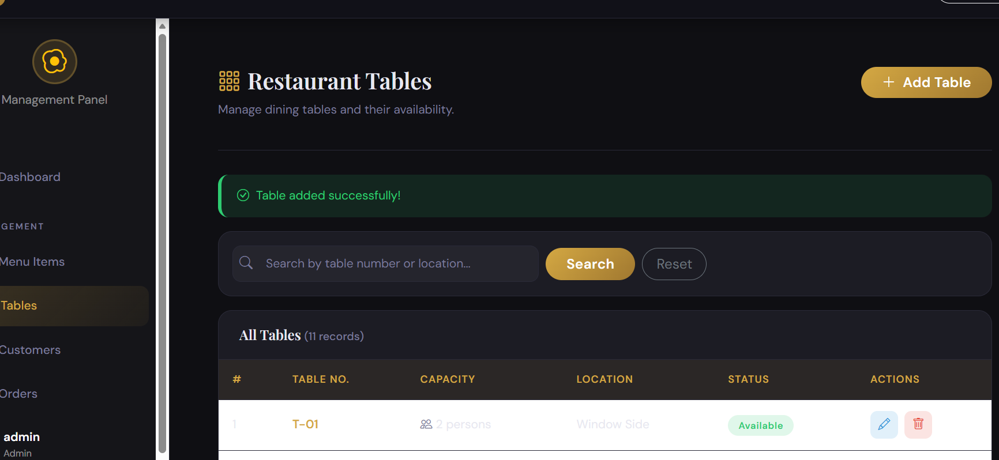 Management Panel
Dashboard
GEMENT
Menu Items
Tables
Customers
Orders
admin
Admin
Restaurant Tables
Manage dining tables and their availability.
+ Add Table
Table added successfully!
Search by table number or location...
Search
Reset
All Tables (11 records)
# TABLE NO. CAPACITY LOCATION STATUS ACTIONS
1 T-01 2 persons Window Side Available